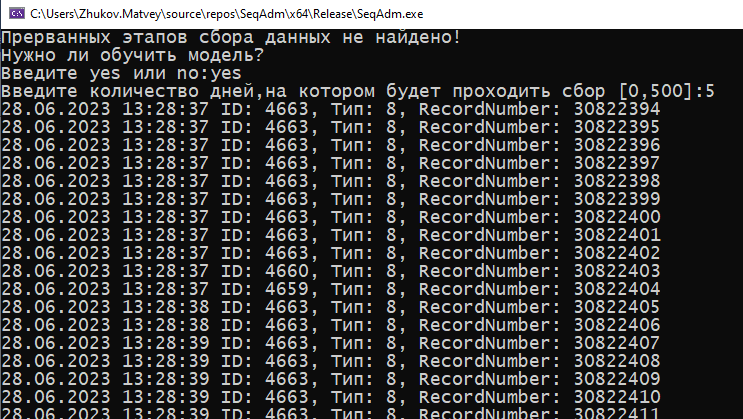 C:\Users\Zhukov.Matvey\source\repos\SeqAdm\x64\Release\SeqAdm.exe
Прерванных этапов сбора данных не найдено!
Нужно ли обучить модель?
Введите yes или no:yes
Введите количество дней,на котором будет проходить сбор [0,500]:5
28.06.2023 13:28:37 ID: 4663, Тип: 8, RecordNumber: 30822394
28.06.2023 13:28:37 ID: 4663, Тип: 8, RecordNumber: 30822395
28.06.2023 13:28:37 ID: 4663, Тип: 8, RecordNumber: 30822396
28.06.2023 13:28:37 ID: 4663, Тип: 8, RecordNumber: 30822397
28.06.2023 13:28:37 ID: 4663, Тип: 8, RecordNumber: 30822398
28.06.2023 13:28:37 ID: 4663, Тип: 8, RecordNumber: 30822399
28.06.2023 13:28:37 ID: 4663, Тип: 8, RecordNumber: 30822400
28.06.2023 13:28:37 ID: 4663, Тип: 8, RecordNumber: 30822401
28.06.2023 13:28:37 ID: 4663, Тип: 8, RecordNumber: 30822402
28.06.2023 13:28:37 ID: 4660, Тип: 8, RecordNumber: 30822403
28.06.2023 13:28:37 ID: 4659, Тип: 8, RecordNumber: 30822404
28.06.2023 13:28:38 ID: 4663, Тип: 8, RecordNumber: 30822405
28.06.2023 13:28:38 ID: 4663, Тип: 8, RecordNumber: 30822406
28.06.2023 13:28:39 ID: 4663, Тип: 8, RecordNumber: 30822407
28.06.2023 13:28:39 ID: 4663, Тип: 8, RecordNumber: 30822408
28.06.2023 13:28:39 ID: 4663, Тип: 8, RecordNumber: 30822409
28.06.2023 13:28:39 ID: 4663, Тип: 8, RecordNumber: 30822410
28.06.2023 13:28:39 ID: 4663, Тип: 8, RecordNumber: 30822411